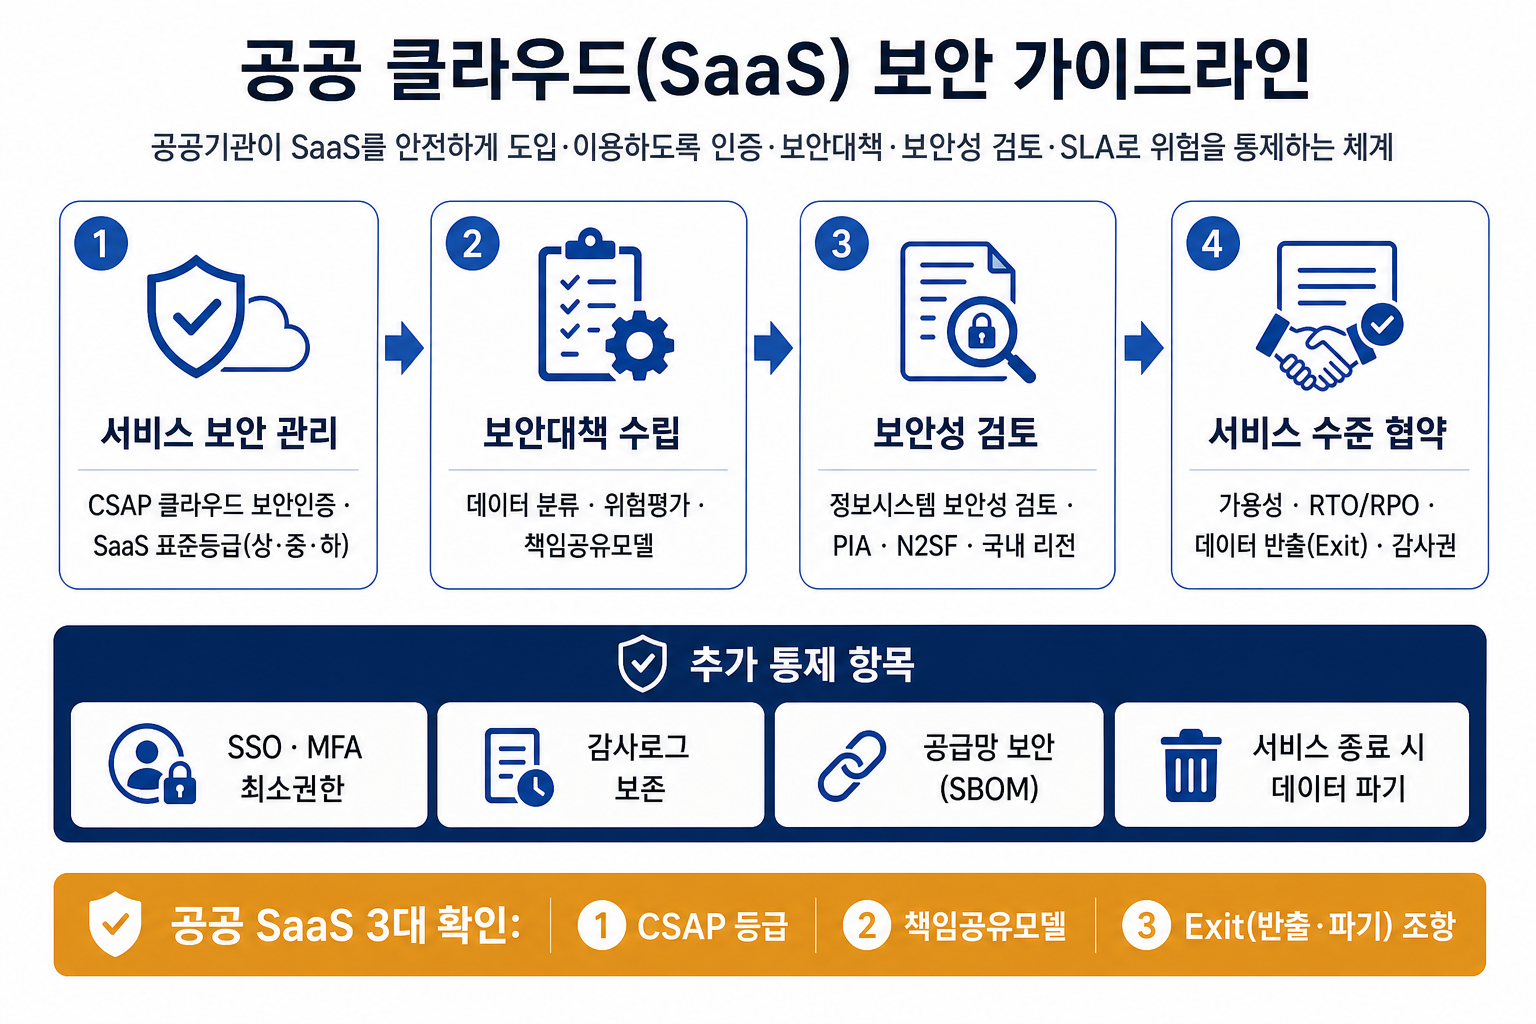 공공 클라우드(SaaS) 보안 가이드라인
공공기관이 SaaS를 안전하게 도입·이용하도록 인증·보안대책·보안성 검토·SLA로 위험을 통제하는 체계
1
서비스 보안 관리
CSAP 클라우드 보안인증 ·
SaaS 표준등급(상·중·하)
2
보안대책 수립
데이터 분류 · 위험평가 ·
책임공유모델
3
보안성 검토
정보시스템 보안성 검토 ·
PIA · N2SF · 국내 리전
4
서비스 수준 협약
가용성 · RTO/RPO ·
데이터 반출(Exit) · 감사권
추가 통제 항목
SSO · MFA
최소권한
감사로그
보존
공급망 보안
(SBOM)
서비스 종료 시
데이터 파기
공공 SaaS 3대 확인:
1 CSAP 등급
2 책임공유모델
3 Exit(반출·파기) 조항